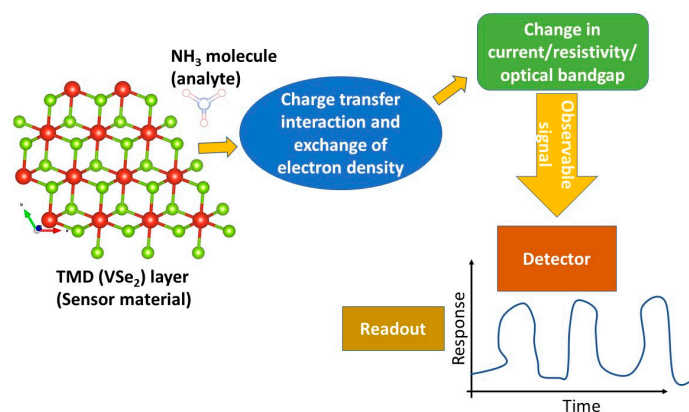 NH₃ molecule
(analyte)
Charge transfer
interaction and
exchange of
electron density
Change in
current/resistivity/
optical bandgap
Observable
signal
TMD (VSe₂) layer
(Sensor material)
Detector
Readout
Response
Time